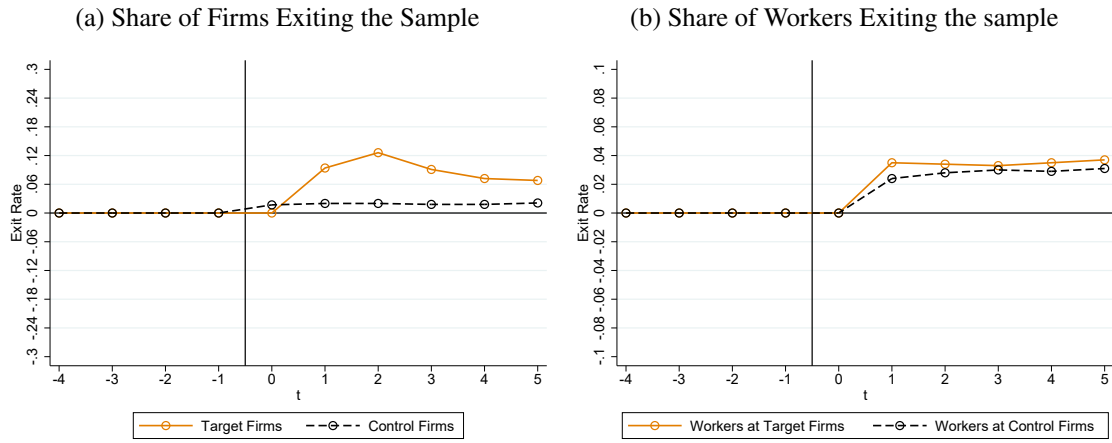 (a) Share of Firms Exiting the Sample
.3
.24
.18
.12
.06
0
-.06
-.12
-.18
-.24
-.3
Exit Rate
-4 -3 -2 -1 0 1 2 3 4 5
t
Target Firms Control Firms
(b) Share of Workers Exiting the sample
.1
.08
.06
.04
.02
0
-.02
-.04
-.06
-.08
-.1
Exit Rate
-4 -3 -2 -1 0 1 2 3 4 5
t
Workers at Target Firms Workers at Control Firms